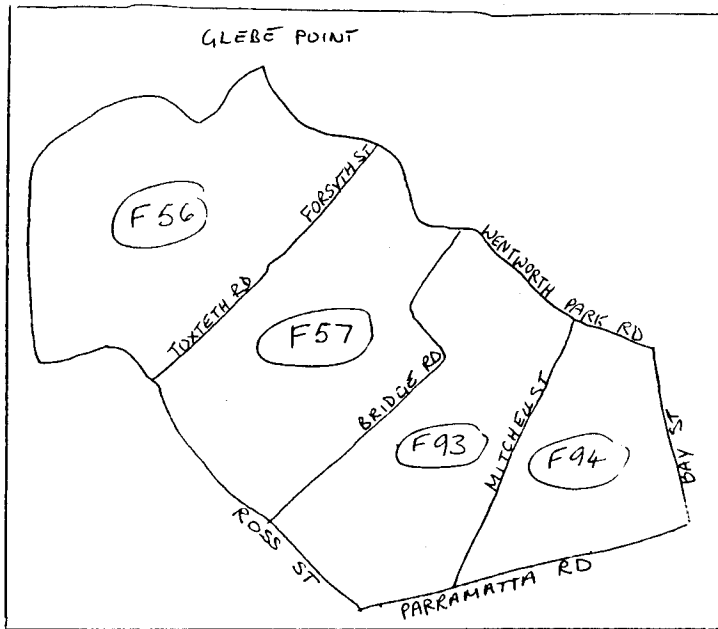 GLEBE POINT
FORSYTH ST
F56
WENTWORTH PARK RD
TOXTETH RD
F57
BRIDGE RD
MITCHELL ST
F93
F94
BAY ST
ROSS ST
PARRAMATTA RD